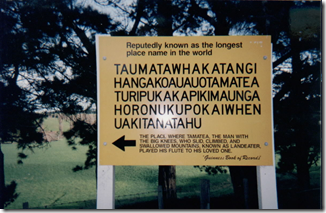 Reputedly known as the longest
place name in the world
TAUMATAWHAKATANGI
HANGAKOAUAUOTAMATEA
TURIPUKAKAPIKIMAUNGA
HORONUKUPOKAIWHEN
UAKITANATAHU
THE PLACE WHERE TAMATEA, THE MAN WITH
THE BIG KNEES, WHO SLID, CLIMBED, AND
SWALLOWED MOUNTAINS, KNOWN AS LANDEATER,
PLAYED HIS FLUTE TO HIS LOVED ONE.
"Guinness Book of Records"